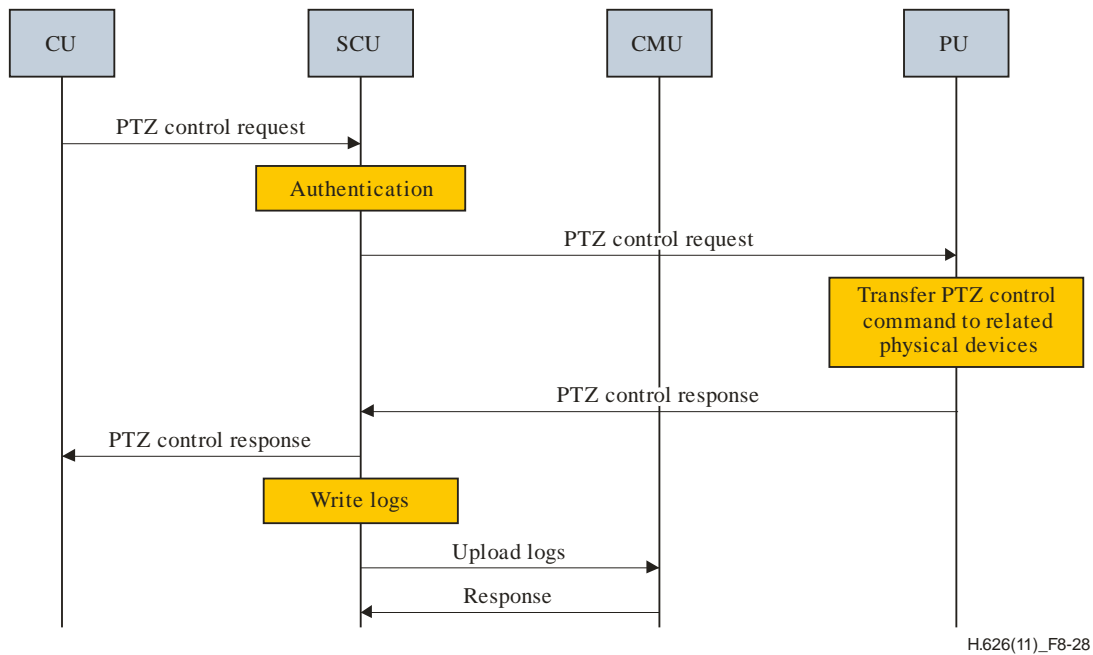 CU
SCU
CMU
PU
PTZ control request
Authentication
PTZ control request
Transfer PTZ control
command to related
physical devices
PTZ control response
PTZ control response
Write logs
Upload logs
Response
H.626(11)_F8-28